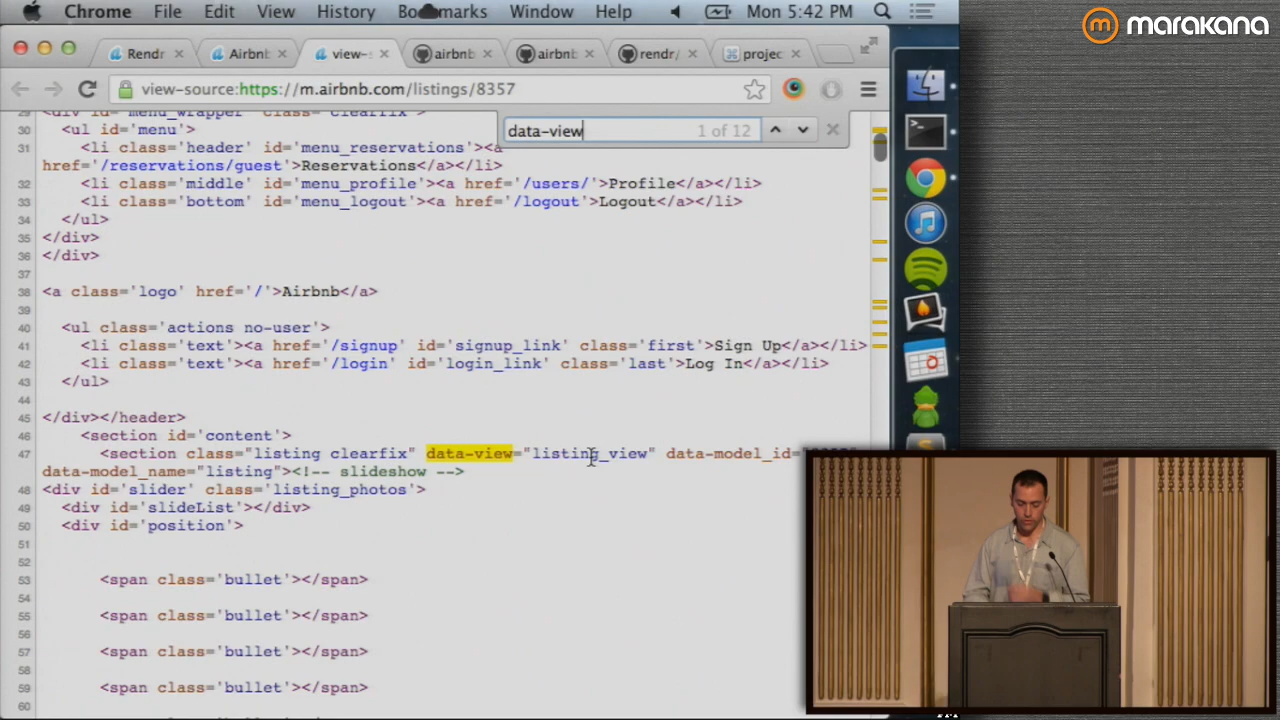 Chrome File Edit View History Bookmarks Window Help Mon 5:42 PM
marakana
Rendr
Airbnb
view-s
airbnb
airbnb
rendr/
projec
view-source:https://m.airbnb.com/listings/8357
data-view
1 of 12
30 <ul id='menu'>
31 <li class='header' id='menu_reservations'><a
href='/reservations/guest'>Reservations</a></li>
32 <li class='middle' id='menu_profile'><a href='/users/'>Profile</a></li>
33 <li class='bottom' id='menu_logout'><a href='/logout'>Logout</a></li>
34 </ul>
35 </div>
36 </div>
37
38 <a class='logo' href='/'>Airbnb</a>
39
40 <ul class='actions no-user'>
41 <li class='text'><a href='/signup' id='signup_link' class='first'>Sign Up</a></li>
42 <li class='text'><a href='/login' id='login_link' class='last'>Log In</a></li>
43 </ul>
44
45 </div></header>
46 <section id='content'>
47 <section class="listing clearfix" data-view="listing_view" data-model_id=
data-model_name="listing"><!-- slideshow -->
48 <div id='slider' class='listing_photos'>
49 <div id='slideList'></div>
50 <div id='position'>
51
52
53 <span class='bullet'></span>
54
55 <span class='bullet'></span>
56
57 <span class='bullet'></span>
58
59 <span class='bullet'></span>
60